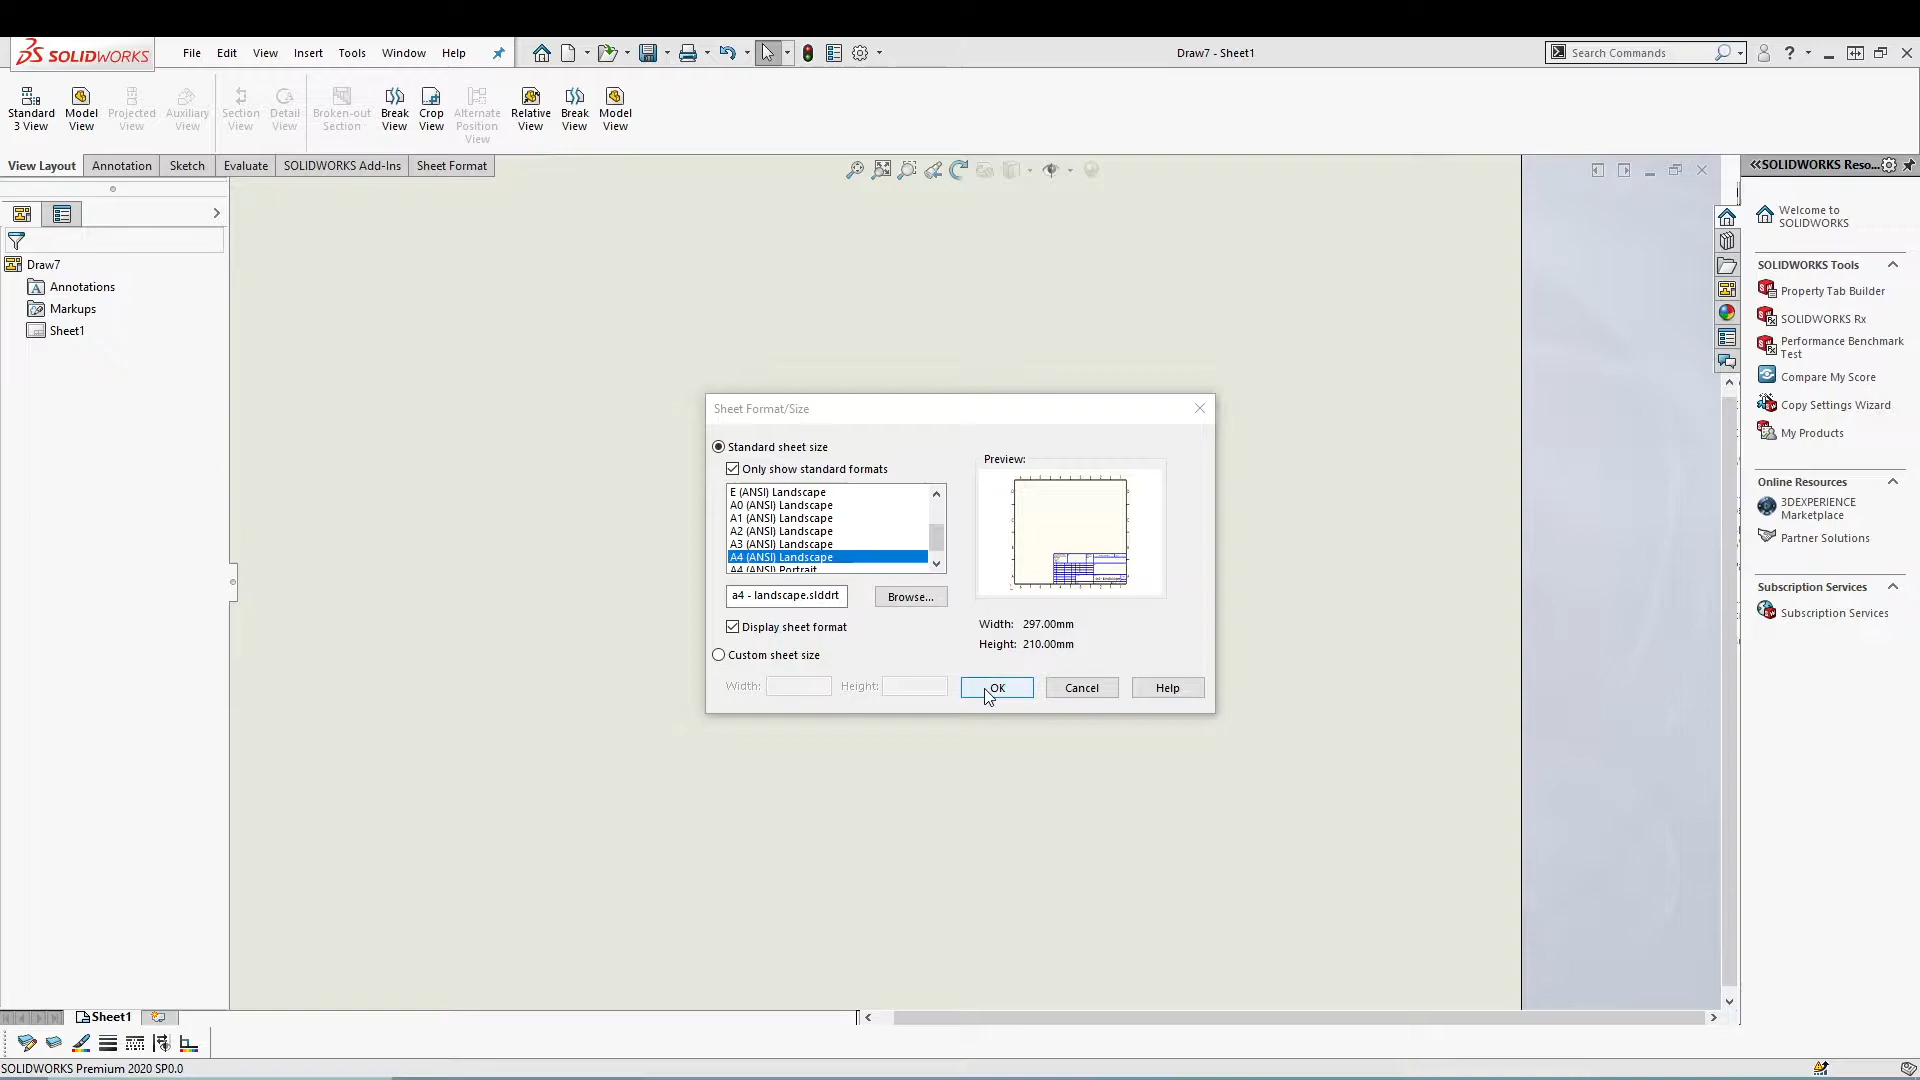 SOLIDWORKS
File Edit View Insert Tools Window Help
Draw7 - Sheet1
Search Commands
Standard
3 View
Model
View
Projected
View
Auxiliary
View
Section
View
Detail
View
Broken-out
Section
Break
View
Crop
View
Alternate
Position
View
Relative
View
Break
View
Model
View
View Layout Annotation Sketch Evaluate SOLIDWORKS Add-Ins Sheet Format
Draw7
Annotations
Markups
Sheet1
Sheet Format/Size
Standard sheet size
Only show standard formats
E (ANSI) Landscape
A0 (ANSI) Landscape
A1 (ANSI) Landscape
A2 (ANSI) Landscape
A3 (ANSI) Landscape
A4 (ANSI) Landscape
A4 (ANSI) Portrait
a4 - landscape.slddrt
Browse...
Display sheet format
Custom sheet size
Width:
Height:
Preview:
Width: 297.00mm
Height: 210.00mm
OK
Cancel
Help
SOLIDWORKS Reso...
Welcome to
SOLIDWORKS
SOLIDWORKS Tools
Property Tab Builder
SOLIDWORKS Rx
Performance Benchmark
Test
Compare My Score
Copy Settings Wizard
My Products
Online Resources
3DEXPERIENCE
Marketplace
Partner Solutions
Subscription Services
Subscription Services
Sheet1
SOLIDWORKS Premium 2020 SP0.0